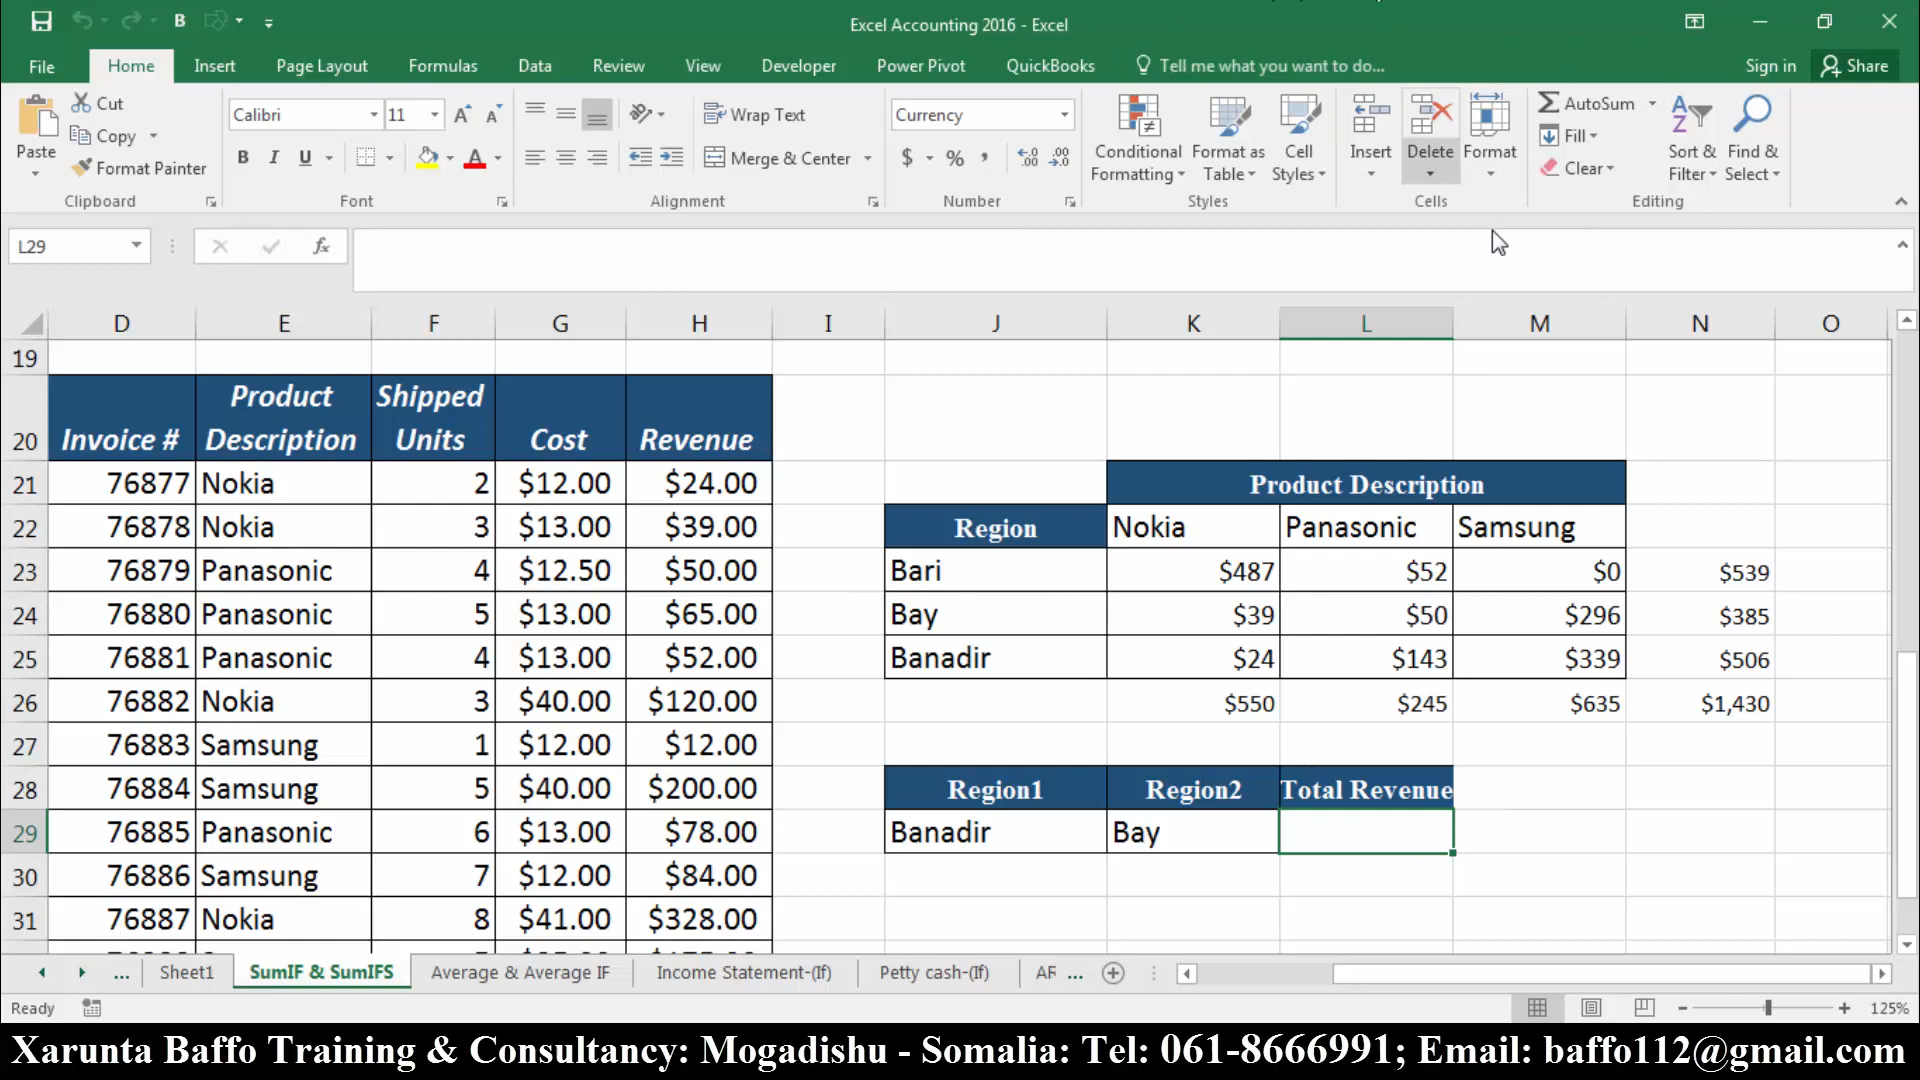 Excel Accounting 2016 - Excel
File Home Insert Page Layout Formulas Data Review View Developer Power Pivot QuickBooks Tell me what you want to do... Sign in Share
Cut
Copy
Format Painter
Paste
Clipboard
Calibri 11
B I U A
Font
Wrap Text
Merge & Center
Alignment
Currency
$ % ,
Number
Conditional Formatting
Format as Table
Cell Styles
Styles
Insert Delete Format
Cells
AutoSum
Fill
Clear
Sort & Filter
Find & Select
Editing
L29 fx
D E F G H I J K L M N O
19
20 Invoice # Product Description Shipped Units Cost Revenue
21 76877 Nokia 2 $12.00 $24.00 Product Description
22 76878 Nokia 3 $13.00 $39.00 Region Nokia Panasonic Samsung
23 76879 Panasonic 4 $12.50 $50.00 Bari $487 $52 $0 $539
24 76880 Panasonic 5 $13.00 $65.00 Bay $39 $50 $296 $385
25 76881 Panasonic 4 $13.00 $52.00 Banadir $24 $143 $339 $506
26 76882 Nokia 3 $40.00 $120.00 $550 $245 $635 $1,430
27 76883 Samsung 1 $12.00 $12.00
28 76884 Samsung 5 $40.00 $200.00 Region1 Region2 Total Revenue
29 76885 Panasonic 6 $13.00 $78.00 Banadir Bay
30 76886 Samsung 7 $12.00 $84.00
31 76887 Nokia 8 $41.00 $328.00
... Sheet1 SumIF & SumIFS Average & Average IF Income Statement-(If) Petty cash-(If) AF ...
Ready 125%
Xarunta Baffo Training & Consultancy: Mogadishu - Somalia: Tel: 061-8666991; Email: baffo112@gmail.com